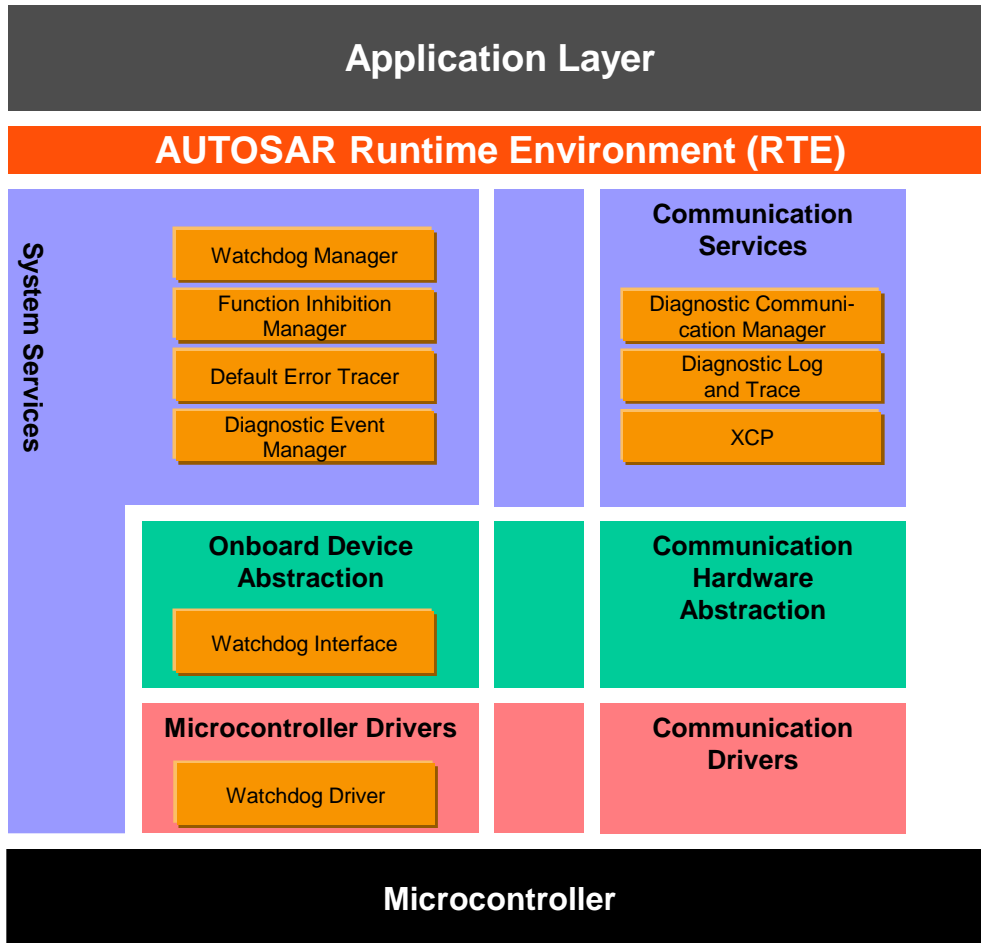 Application Layer
AUTOSAR Runtime Environment (RTE)
System Services
Watchdog Manager
Function Inhibition
Manager
Default Error Tracer
Diagnostic Event
Manager
Communication
Services
Diagnostic Communi-
cation Manager
Diagnostic Log
and Trace
XCP
Onboard Device
Abstraction
Watchdog Interface
Communication
Hardware
Abstraction
Microcontroller Drivers
Watchdog Driver
Communication
Drivers
Microcontroller